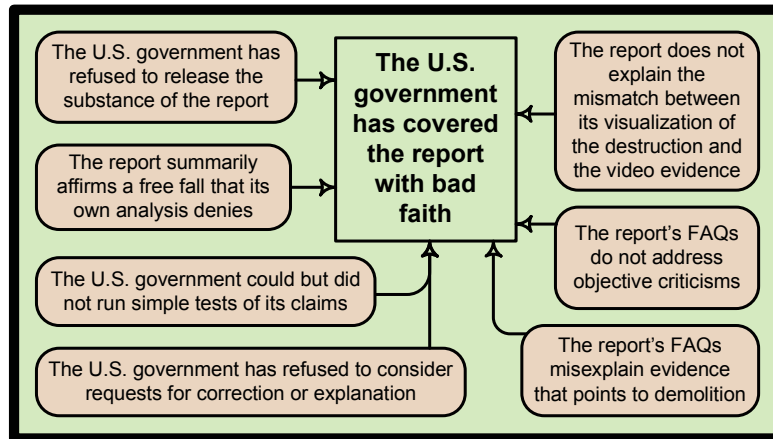 The U.S. government has
refused to release the
substance of the report
The report summarily
affirms a free fall that its
own analysis denies
The U.S. government could but did
not run simple tests of its claims
The U.S. government has refused to consider
requests for correction or explanation
The U.S.
government
has covered
the report
with bad
faith
The report does not
explain the
mismatch between
its visualization of
the destruction and
the video evidence
The report's FAQs
do not address
objective criticisms
The report's FAQs
misexplain evidence
that points to demolition